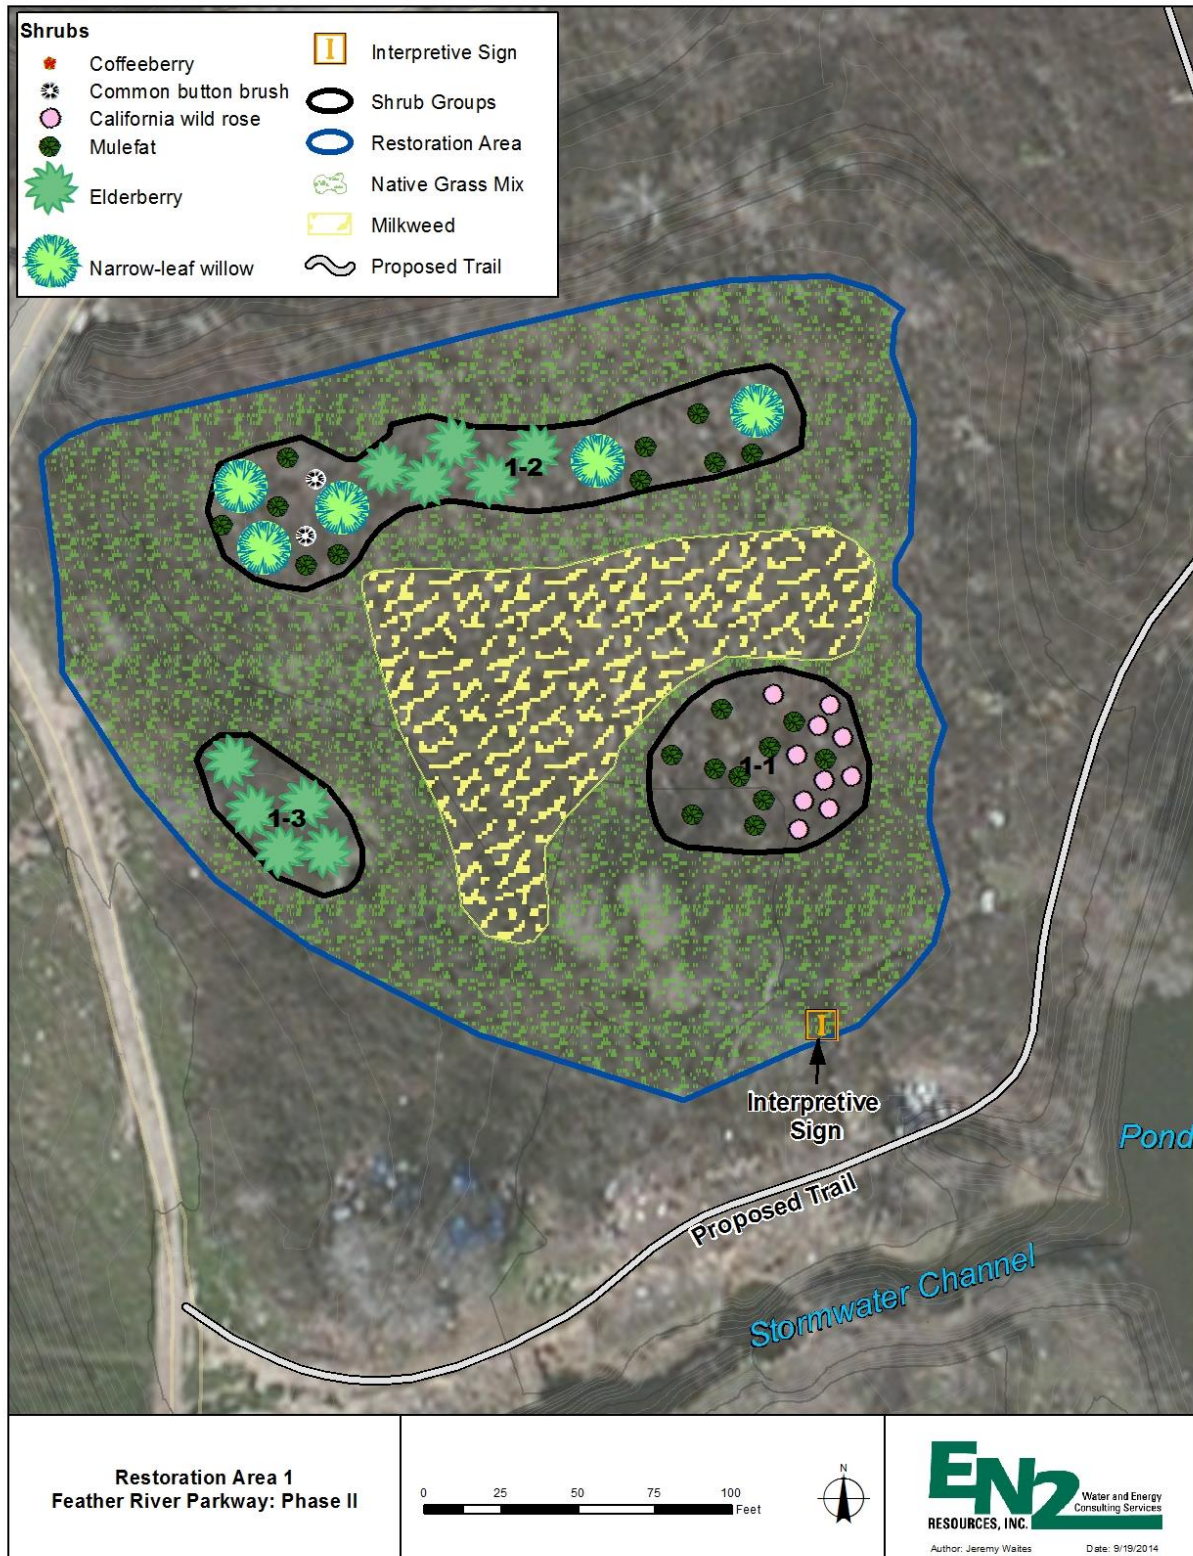 Shrubs
Coffeeberry
Common button brush
California wild rose
Mulefat
Elderberry
Narrow-leaf willow
I
Interpretive Sign
Shrub Groups
Restoration Area
Native Grass Mix
Milkweed
Proposed Trail
1-2
1-1
1-3
I
Interpretive
Sign
Pond
Proposed Trail
Stormwater Channel
Restoration Area 1
Feather River Parkway: Phase II
0 25 50 75 100
Feet
N
EN2
RESOURCES, INC.
Water and Energy
Consulting Services
Author: Jeremy Waites Date: 9/19/2014